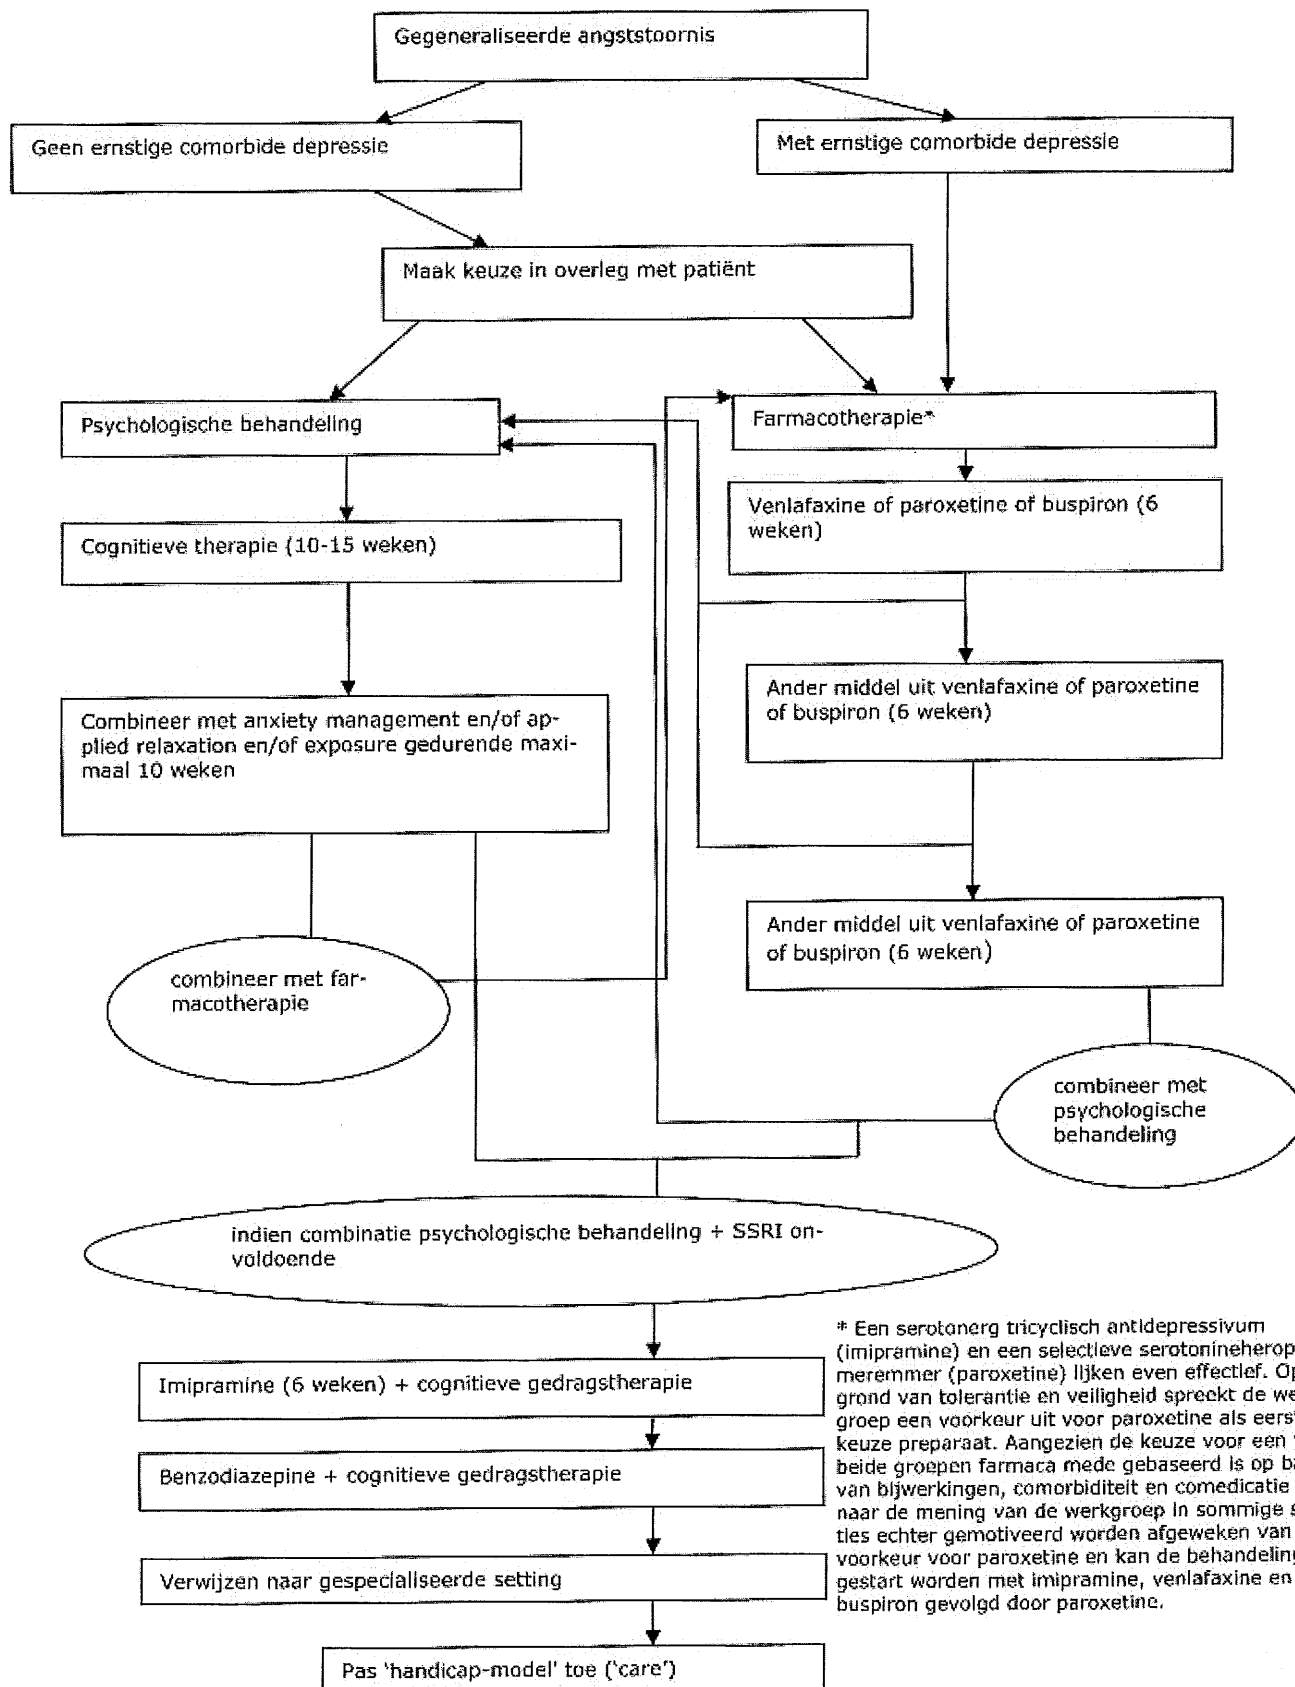 Gegeneraliseerde angststoornis
Geen ernstige comorbide depressie
Met ernstige comorbide depressie
Maak keuze in overleg met patiënt
Psychologische behandeling
Farmacotherapie*
Venlafaxine of paroxetine of buspiron (6
weken)
Cognitieve therapie (10-15 weken)
Ander middel uit venlafaxine of paroxetine
of buspiron (6 weken)
Combineer met anxiety management en/of ap-
plied relaxation en/of exposure gedurende maxi-
maal 10 weken
Ander middel uit venlafaxine of paroxetine
of buspiron (6 weken)
combineer met far-
macotherapie
combineer met
psychologische
behandeling
indien combinatie psychologische behandeling + SSRI on-
voldoende
Imipramine (6 weken) + cognitieve gedragstherapie
Benzodiazepine + cognitieve gedragstherapie
Verwijzen naar gespecialiseerde setting
Pas 'handicap-model' toe ('care')
* Een serotonerg tricyclisch antidepressivum
(imipramine) en een selectieve serotonineherop
meremmer (paroxetine) lijken even effectief. Op
grond van tolerantie en veiligheid spreekt de we
groep een voorkeur uit voor paroxetine als eers
keuze preparaat. Aangezien de keuze voor een
beide groepen farmaca mede gebaseerd is op ba
van bijwerkingen, comorbiditeit en comedicatie
naar de mening van de werkgroep in sommige s
ties echter gemotiveerd worden afgeweken van
voorkeur voor paroxetine en kan de behandeling
gestart worden met imipramine, venlafaxine en
buspiron gevolgd door paroxetine.